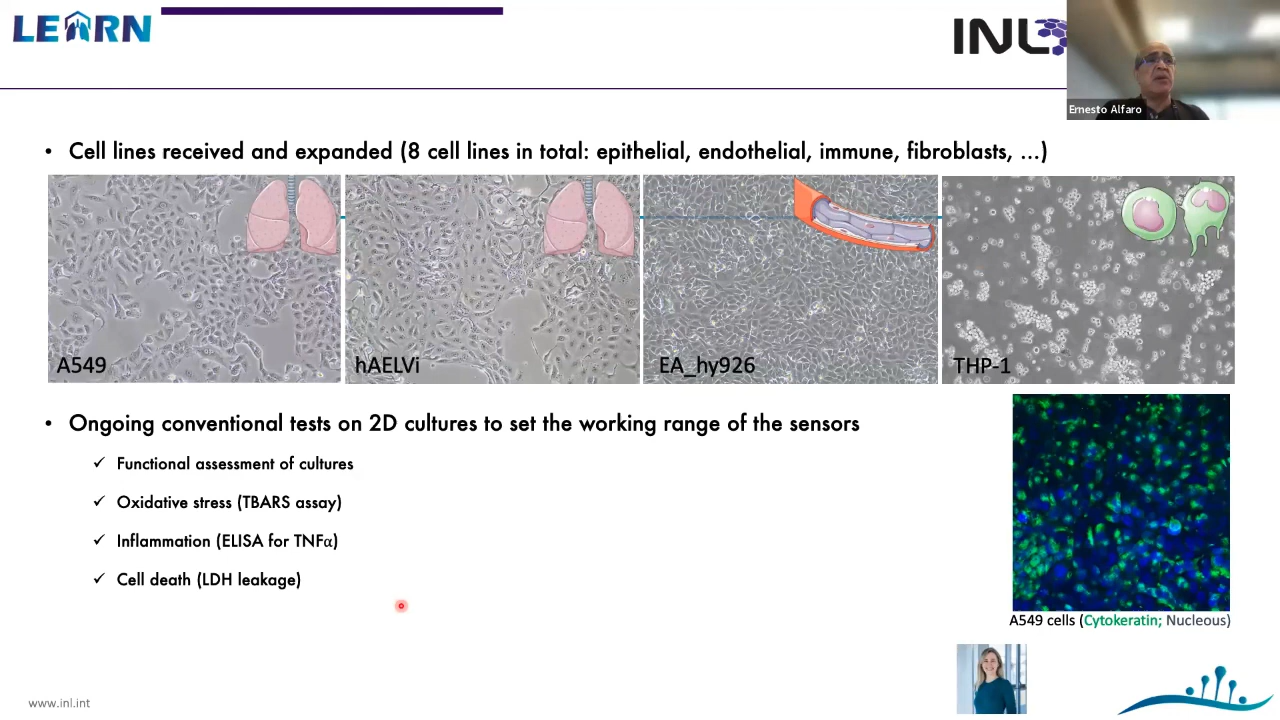 LEARN
INL
Ernesto Alfaro
• Cell lines received and expanded (8 cell lines in total: epithelial, endothelial, immune, fibroblasts, ...)
A549
hAELVi
EA_hy926
THP-1
• Ongoing conventional tests on 2D cultures to set the working range of the sensors
✓ Functional assessment of cultures
✓ Oxidative stress (TBARS assay)
✓ Inflammation (ELISA for TNFα)
✓ Cell death (LDH leakage)
A549 cells (Cytokeratin; Nucleous)
www.inl.int